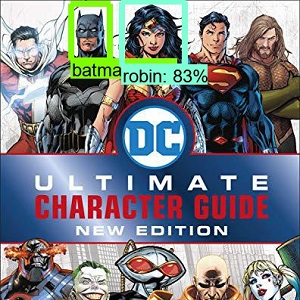 batma
robin: 83%
DC
ULTIMATE
CHARACTER GUIDE
NEW EDITION